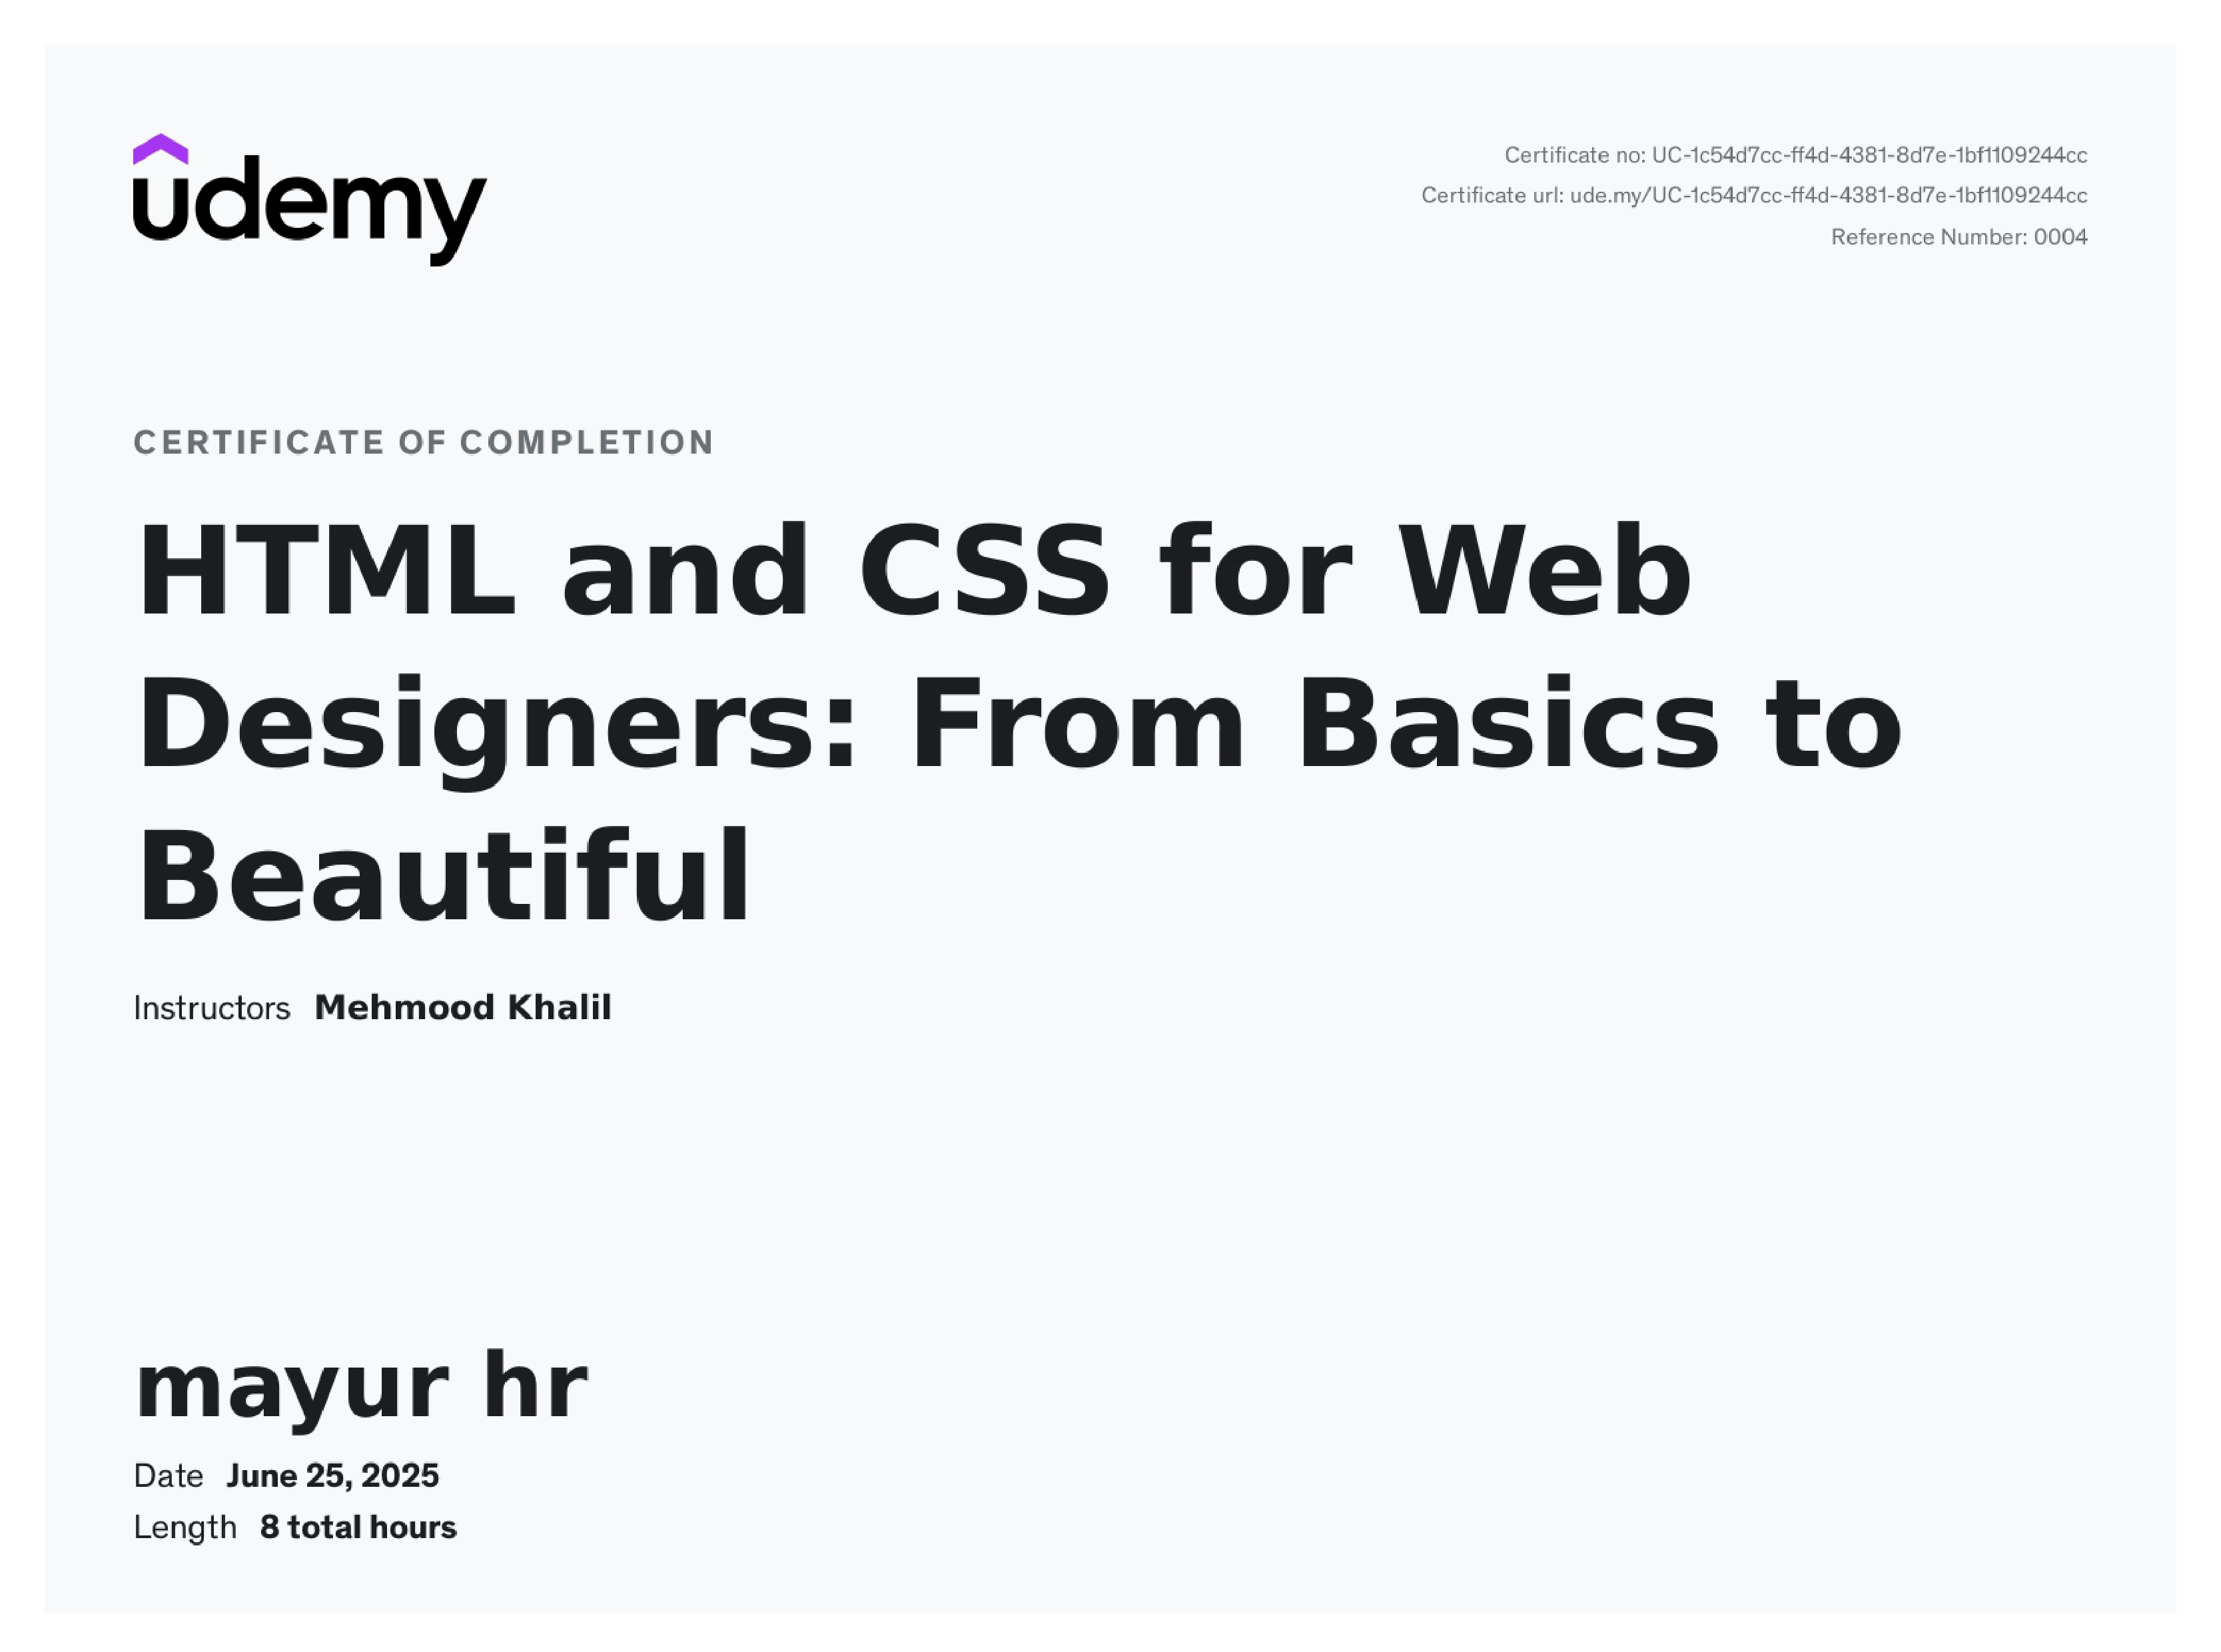 udemy
Certificate no: UC-1c54d7cc-ff4d-4381-8d7e-1bf1109244cc
Certificate url: ude.my/UC-1c54d7cc-ff4d-4381-8d7e-1bf1109244cc
Reference Number: 0004
CERTIFICATE OF COMPLETION
HTML and CSS for Web
Designers: From Basics to
Beautiful
Instructors Mehmood Khalil
mayur hr
Date June 25, 2025
Length 8 total hours